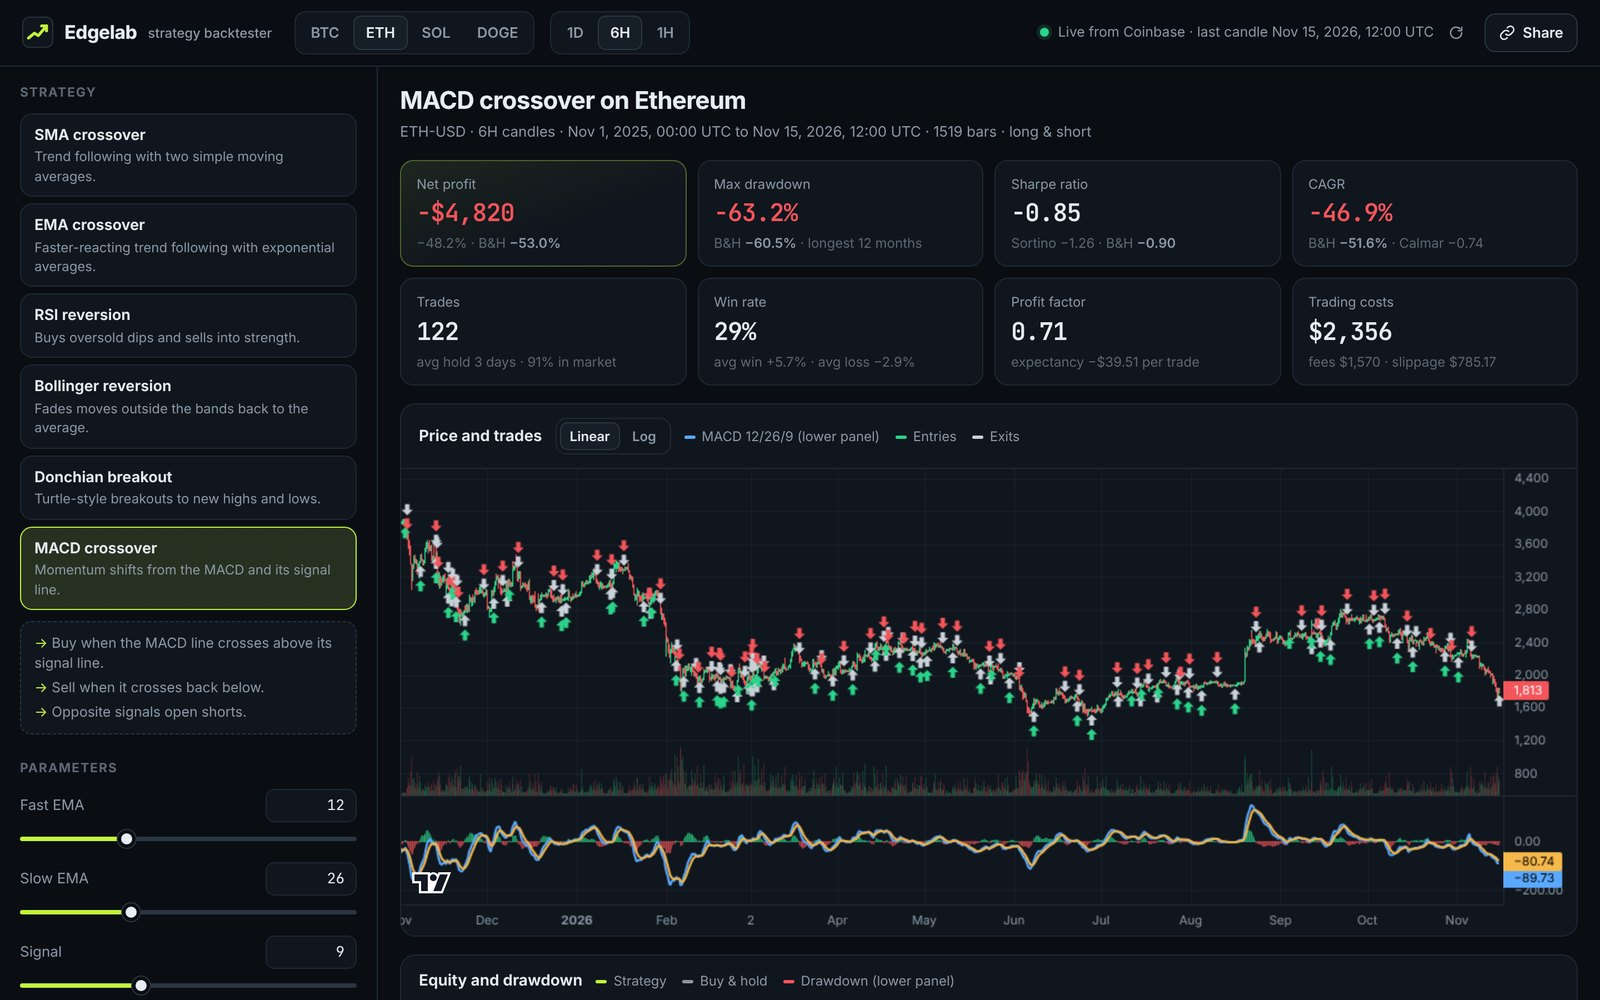 Edgelab strategy backtester
BTC ETH SOL DOGE
1D 6H 1H
Live from Coinbase · last candle Nov 15, 2026, 12:00 UTC
Share
STRATEGY
SMA crossover
Trend following with two simple moving
averages.
EMA crossover
Faster-reacting trend following with exponential
averages.
RSI reversion
Buys oversold dips and sells into strength.
Bollinger reversion
Fades moves outside the bands back to the
average.
Donchian breakout
Turtle-style breakouts to new highs and lows.
MACD crossover
Momentum shifts from the MACD and its signal
line.
→ Buy when the MACD line crosses above its
signal line.
→ Sell when it crosses back below.
→ Opposite signals open shorts.
PARAMETERS
Fast EMA 12
Slow EMA 26
Signal 9
MACD crossover on Ethereum
ETH-USD · 6H candles · Nov 1, 2025, 00:00 UTC to Nov 15, 2026, 12:00 UTC · 1519 bars · long & short
Net profit
-$4,820
−48.2% · B&H −53.0%
Max drawdown
-63.2%
B&H −60.5% · longest 12 months
Sharpe ratio
-0.85
Sortino −1.26 · B&H −0.90
CAGR
-46.9%
B&H −51.6% · Calmar −0.74
Trades
122
avg hold 3 days · 91% in market
Win rate
29%
avg win +5.7% · avg loss −2.9%
Profit factor
0.71
expectancy −$39.51 per trade
Trading costs
$2,356
fees $1,570 · slippage $785.17
Price and trades
Linear Log
MACD 12/26/9 (lower panel) Entries Exits
4,400
4,000
3,600
3,200
2,800
2,400
2,000
1,813
1,600
1,200
800
0.00
−80.74
−89.73
−200.00
ov Dec 2026 Feb 2 Apr May Jun Jul Aug Sep Oct Nov
Equity and drawdown
Strategy Buy & hold Drawdown (lower panel)